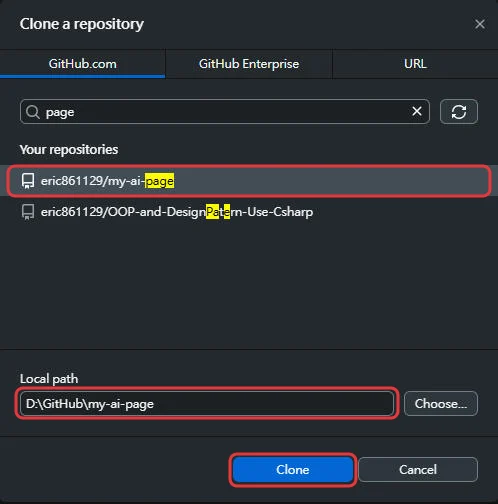 Clone a repository
GitHub.com GitHub Enterprise URL
page
Your repositories
eric861129/my-ai-page
eric861129/OOP-and-DesignPatern-Use-Csharp
Local path
D:\GitHub\my-ai-page Choose...
Clone Cancel